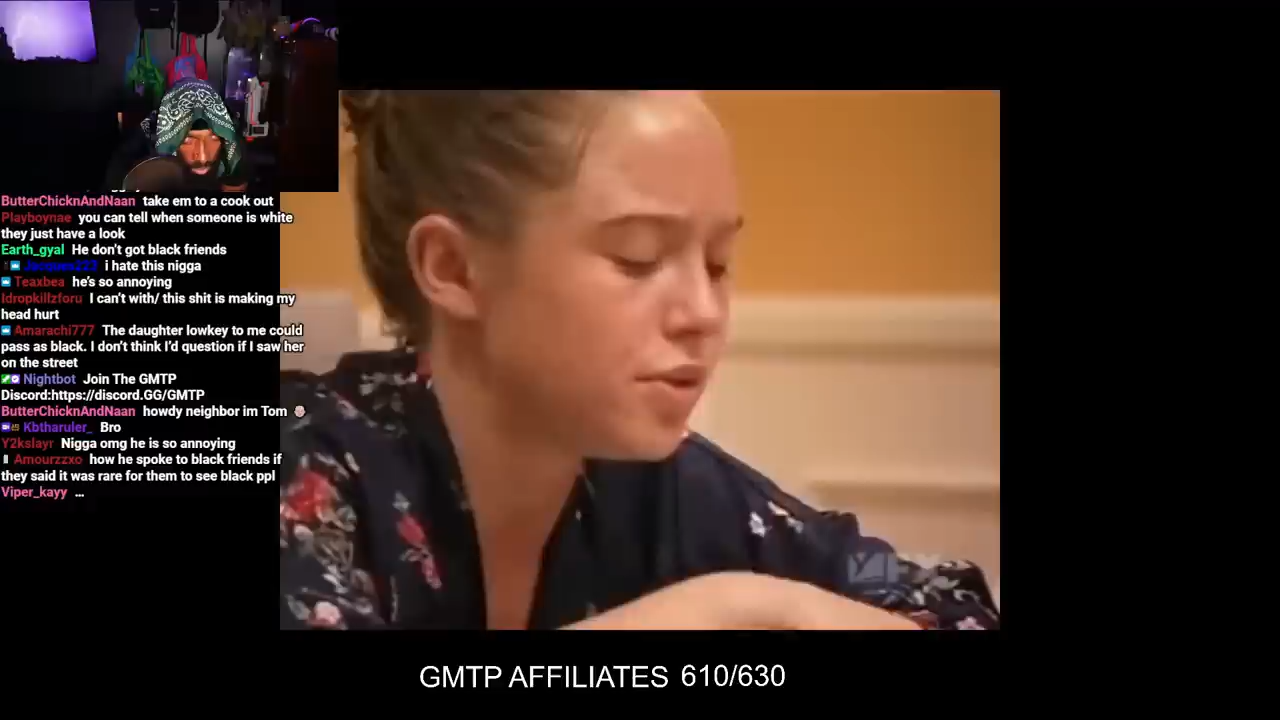 ButterChicknAndNaan take em to a cook out
Playboynae you can tell when someone is white
they just have a look
Earth_gyal He don't got black friends
i hate this nigga
Teaxbea he's so annoying
Idropkillzforu I can't with/ this shit is making my
head hurt
Amarachi777 The daughter lowkey to me could
pass as black. I don't think I'd question if I saw her
on the street
Nightbot Join The GMTP
Discord:https://discord.GG/GMTP
ButterChicknAndNaan howdy neighbor im Tom
Kbtharuler_ Bro
Y2kslayr Nigga omg he is so annoying
Amourzzxo how he spoke to black friends if
they said it was rare for them to see black ppl
Viper_kayy ...
GMTP AFFILIATES 610/630